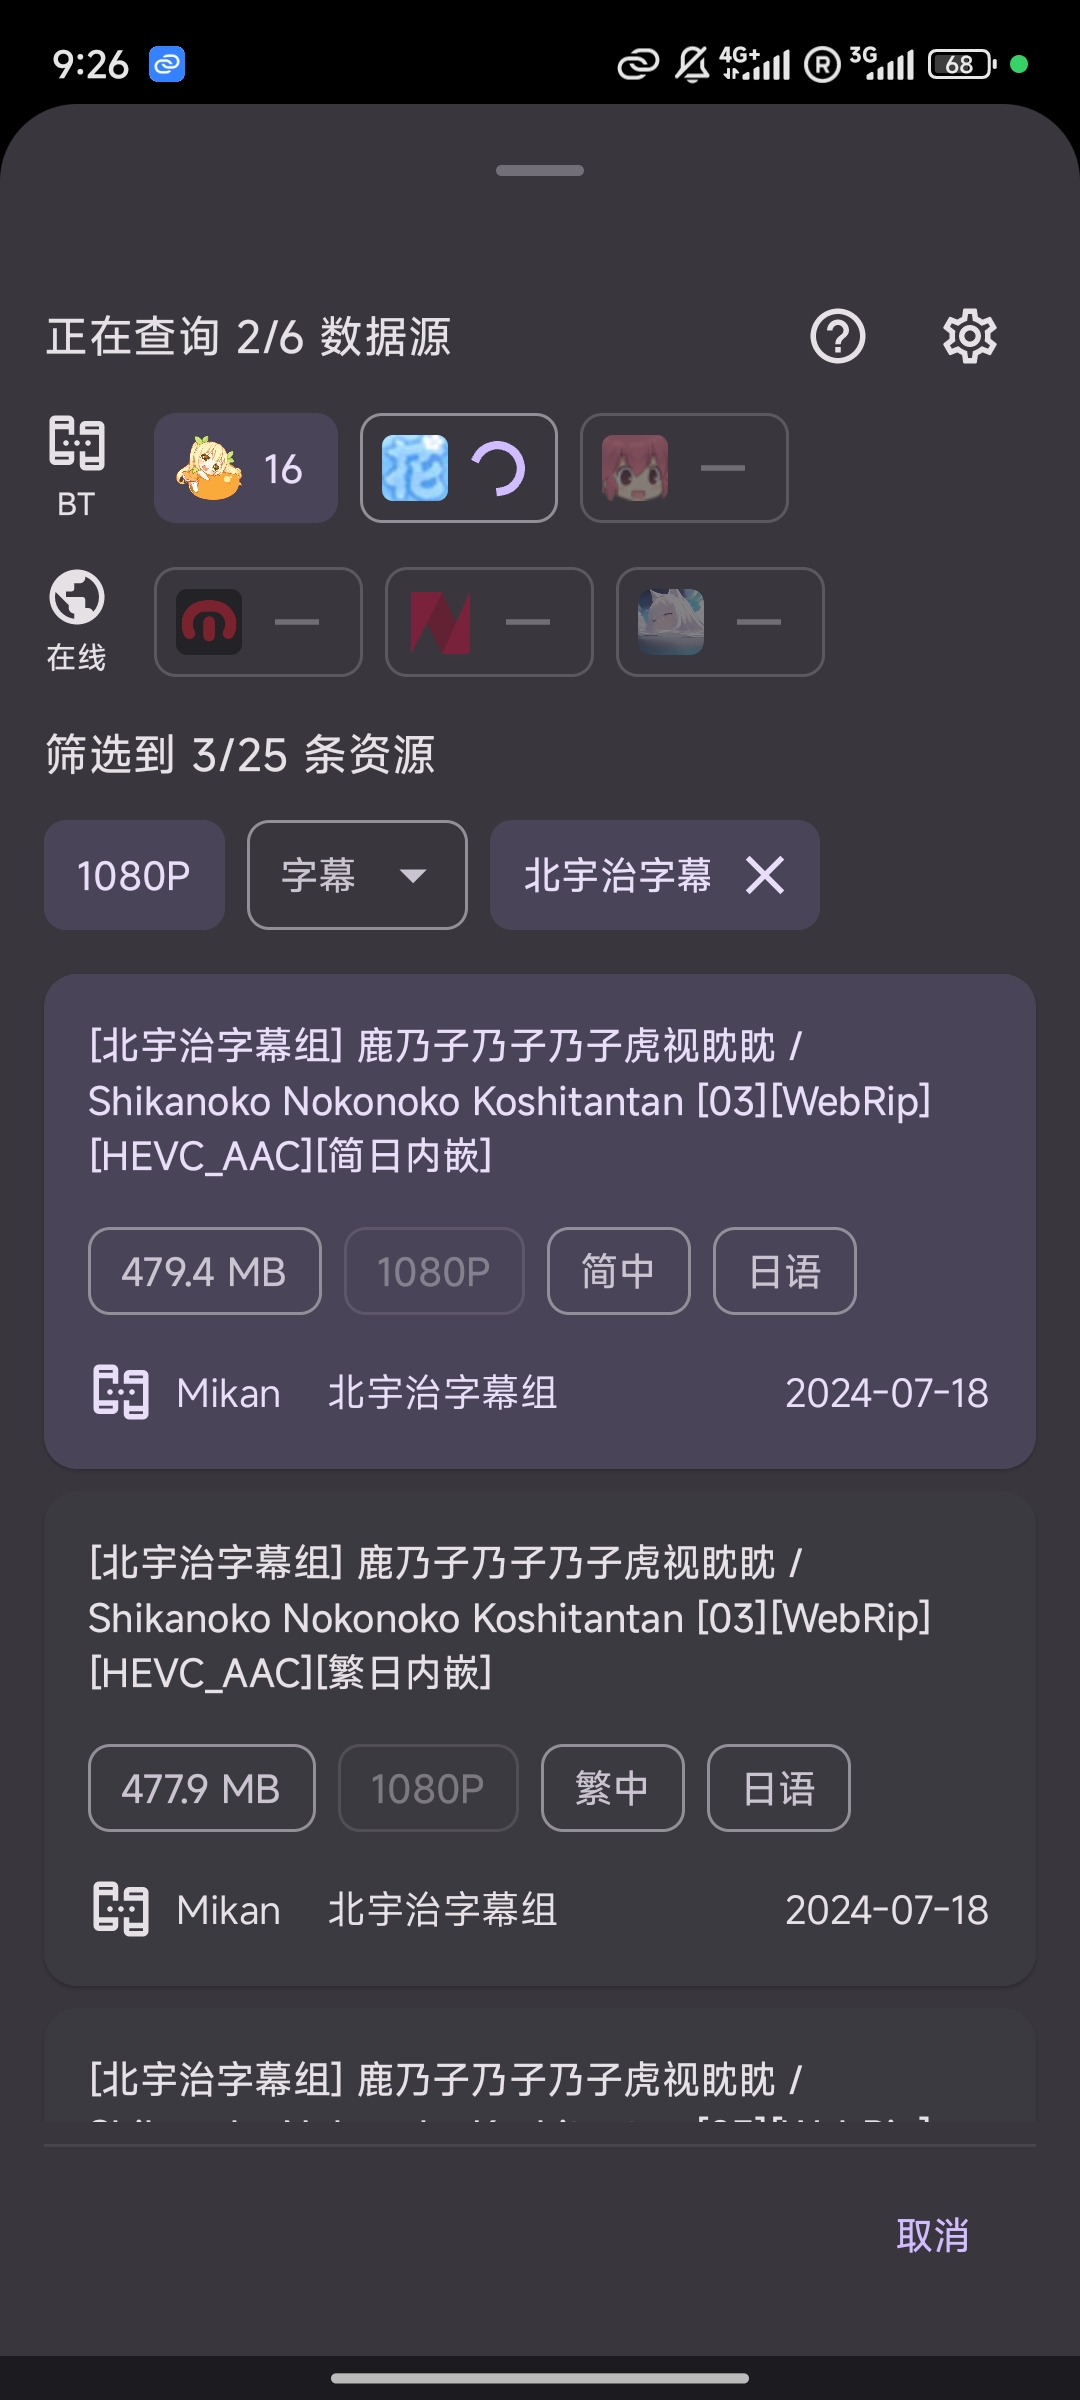 9:26
4G+
R
3G
68
正在查询 2/6 数据源
BT
16
花
在线
筛选到 3/25 条资源
1080P
字幕
北宇治字幕
[北宇治字幕组] 鹿乃子乃子乃子虎视眈眈 /
Shikanoko Nokonoko Koshitantan [03][WebRip]
[HEVC_AAC][简日内嵌]
479.4 MB
1080P
简中
日语
Mikan
北宇治字幕组
2024-07-18
[北宇治字幕组] 鹿乃子乃子乃子虎视眈眈 /
Shikanoko Nokonoko Koshitantan [03][WebRip]
[HEVC_AAC][繁日内嵌]
477.9 MB
1080P
繁中
日语
Mikan
北宇治字幕组
2024-07-18
[北宇治字幕组] 鹿乃子乃子乃子虎视眈眈 /
取消